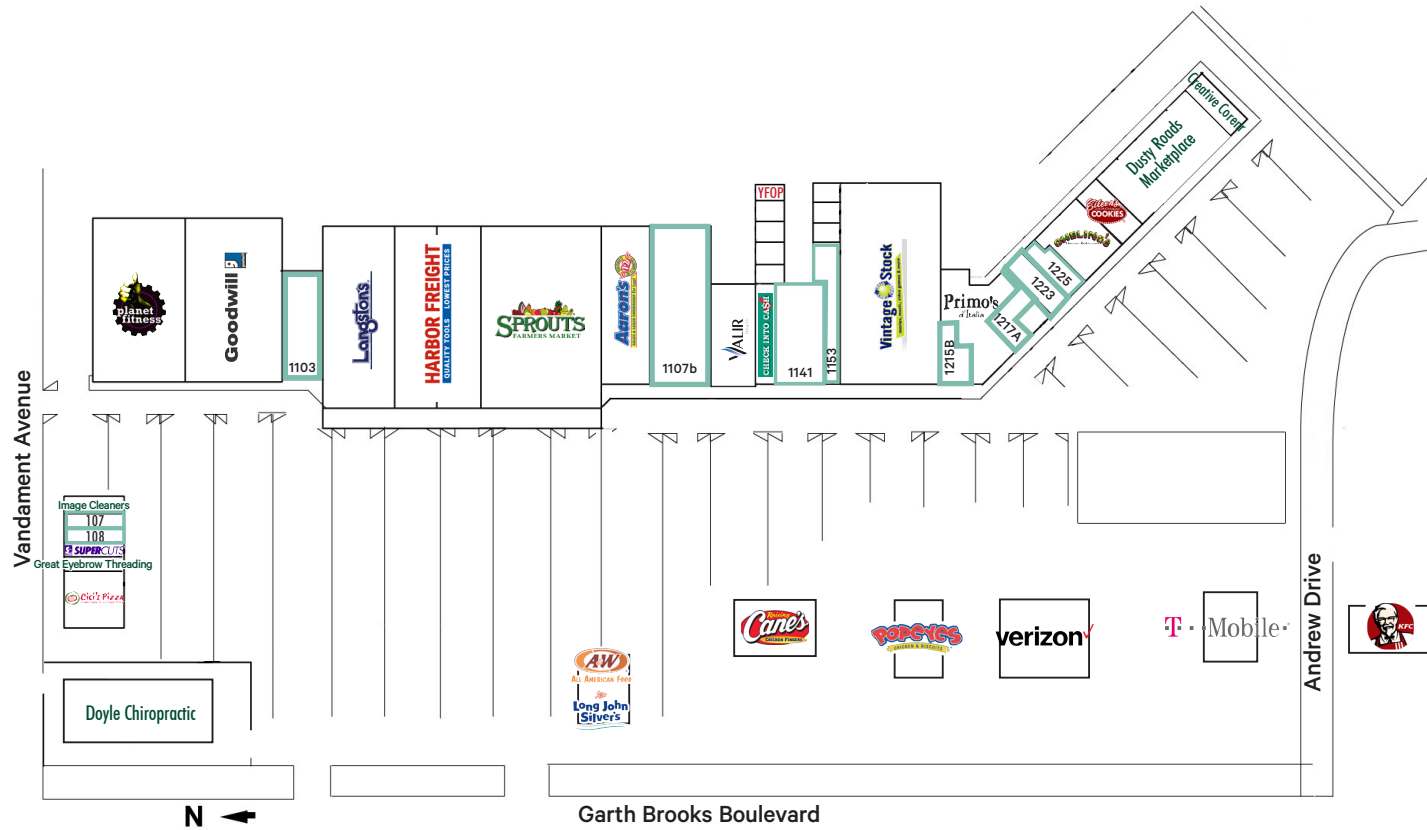 Creative Corenr
Dusty Roads
Marketplace
YFOP
COOKIES
CHELINO'S
planet
fitness
Goodwill
g
1103
Langston's
HARBOR FREIGHT
QUALITY TOOLS LOWEST PRICES
SPROUTS
FARMERS MARKET
Aaron's
1107b
VALIR
CHECK INTO CA$H
1141
1153
Vintage Stock
Primo's
d'Italia
1215B
1217A
1223
1225
Vandament Avenue
Image Cleaners
107
108
SUPERCUTS
Great Eyebrow Threading
Cici's Pizza
Doyle Chiropractic
A&W
ALL AMERICAN FOOD
Long John
Silver's
Raising
Cane's
CHICKEN FINGERS
POPEYES
CHICKEN & BISCUITS
verizon
T · · Mobile ·
KFC
Andrew Drive
N
Garth Brooks Boulevard